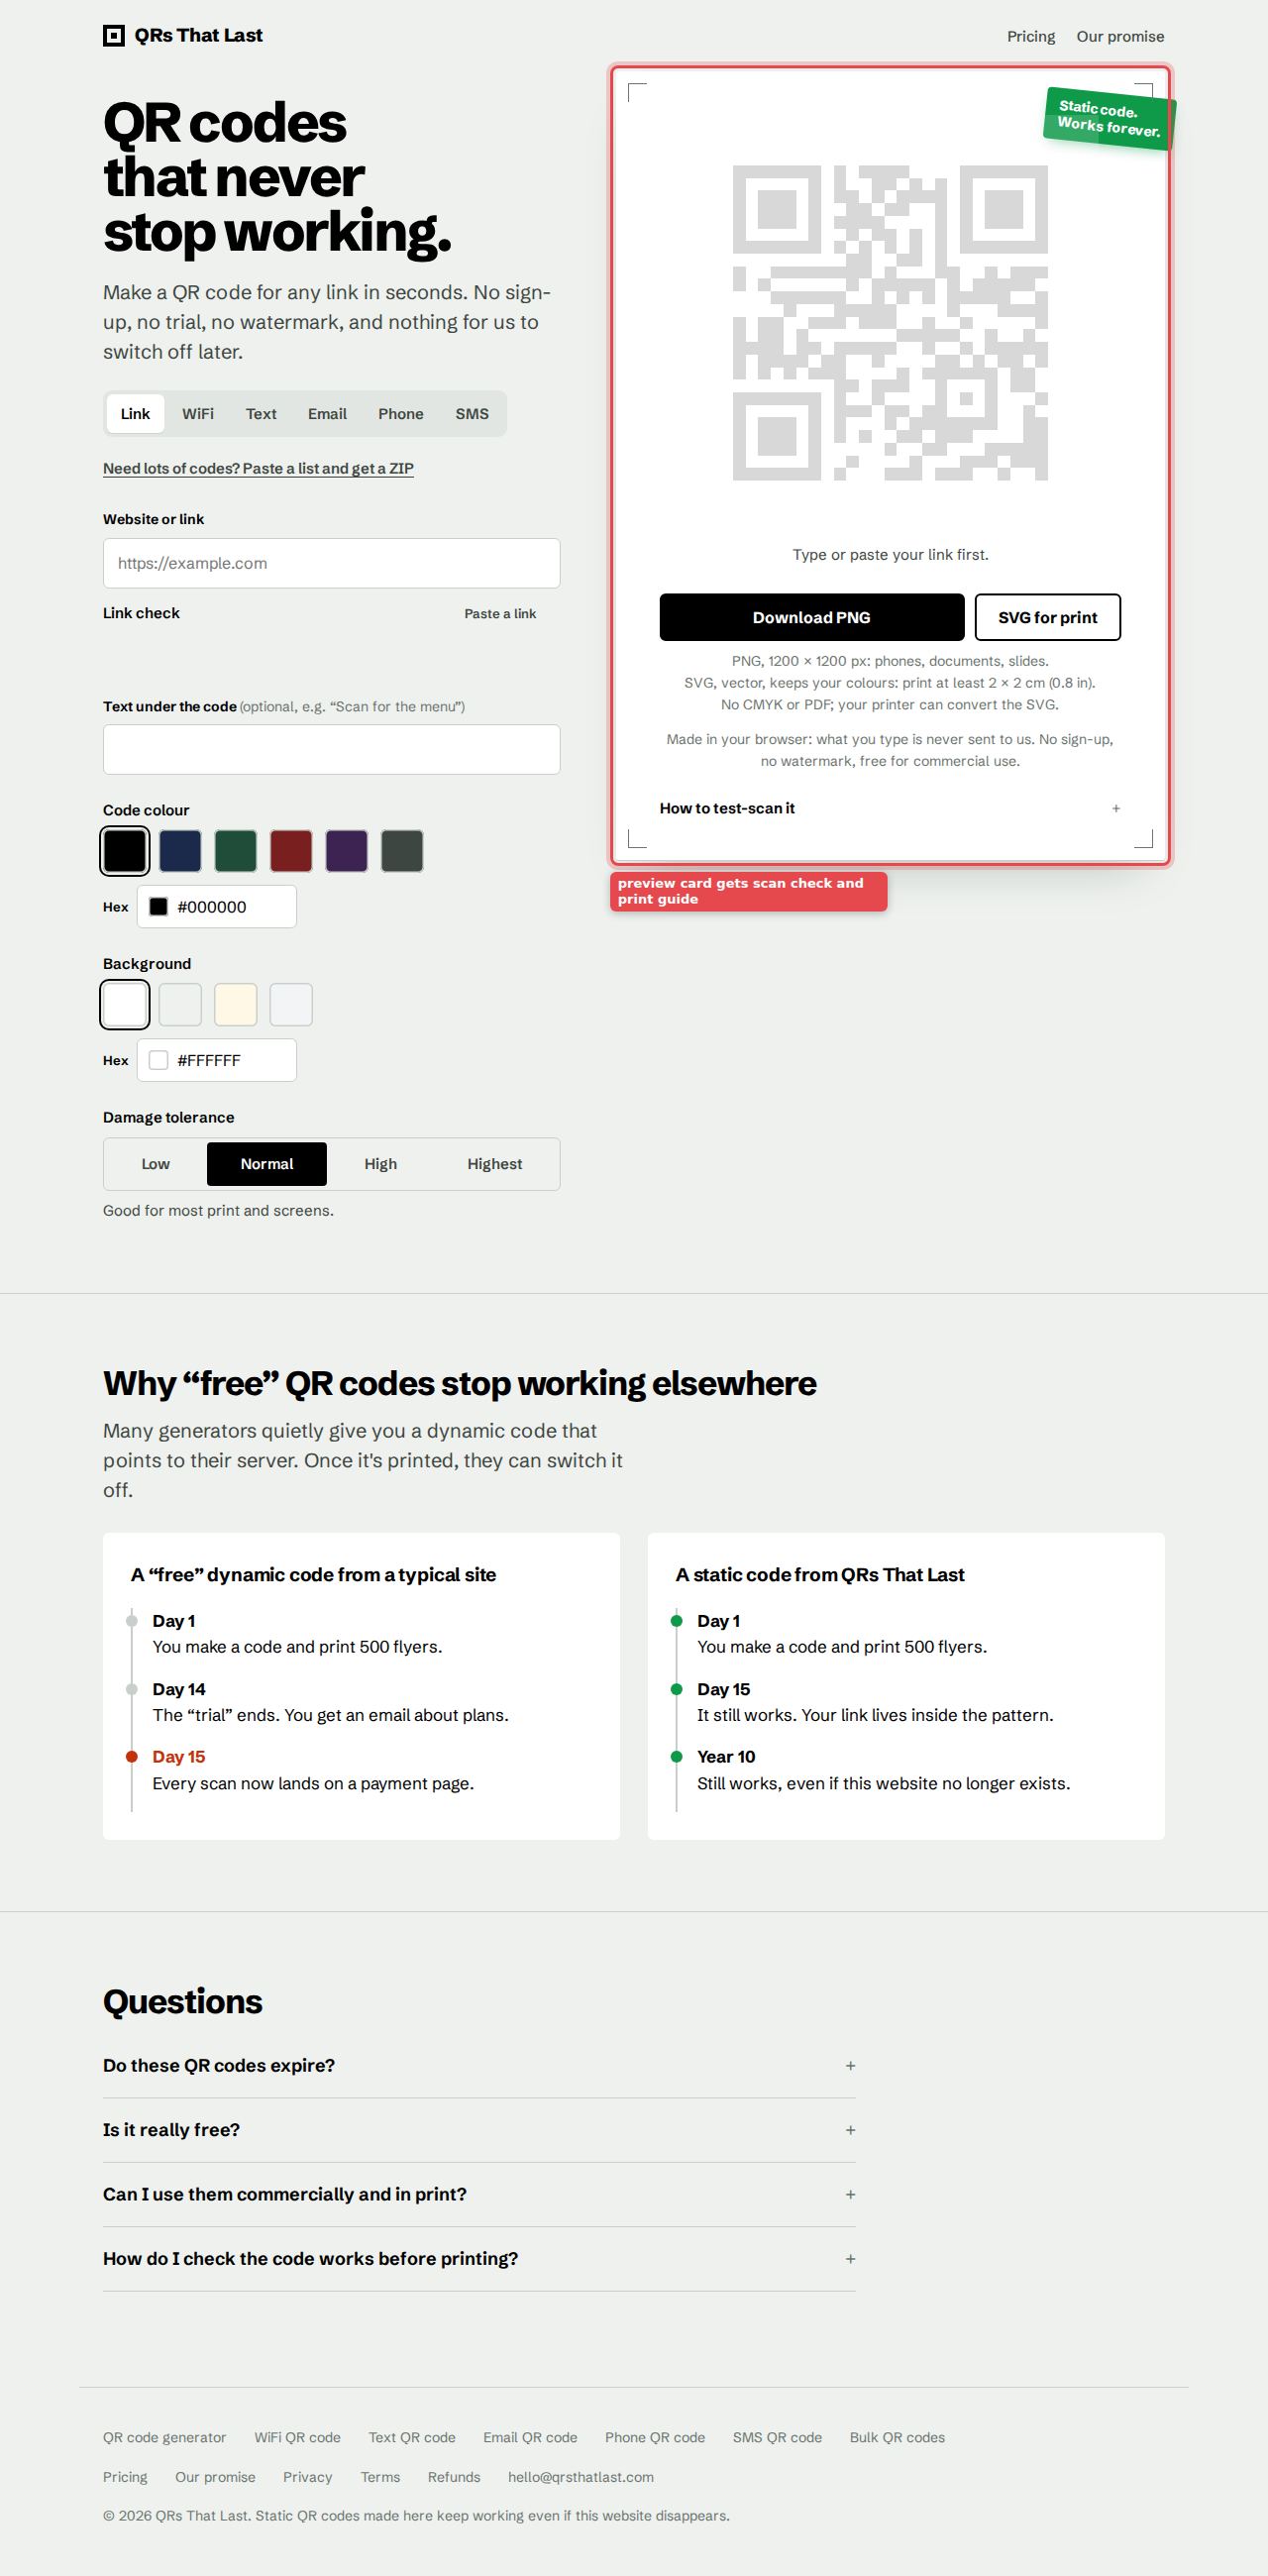 QRs That Last
Pricing
Our promise
QR codes
that never
stop working.
Make a QR code for any link in seconds. No sign-
up, no trial, no watermark, and nothing for us to
switch off later.
Link
WiFi
Text
Email
Phone
SMS
Need lots of codes? Paste a list and get a ZIP
Website or link
https://example.com
Link check
Paste a link
Text under the code (optional, e.g. “Scan for the menu”)
Code colour
Hex
#000000
Background
Hex
#FFFFFF
Damage tolerance
Low
Normal
High
Highest
Good for most print and screens.
Static code.
Works forever.
Type or paste your link first.
Download PNG
SVG for print
PNG, 1200 × 1200 px: phones, documents, slides.
SVG, vector, keeps your colours: print at least 2 × 2 cm (0.8 in).
No CMYK or PDF; your printer can convert the SVG.
Made in your browser: what you type is never sent to us. No sign-up,
no watermark, free for commercial use.
How to test-scan it
+
preview card gets scan check and
print guide
Why “free” QR codes stop working elsewhere
Many generators quietly give you a dynamic code that
points to their server. Once it's printed, they can switch it
off.
A “free” dynamic code from a typical site
Day 1
You make a code and print 500 flyers.
Day 14
The “trial” ends. You get an email about plans.
Day 15
Every scan now lands on a payment page.
A static code from QRs That Last
Day 1
You make a code and print 500 flyers.
Day 15
It still works. Your link lives inside the pattern.
Year 10
Still works, even if this website no longer exists.
Questions
Do these QR codes expire?
+
Is it really free?
+
Can I use them commercially and in print?
+
How do I check the code works before printing?
+
QR code generator
WiFi QR code
Text QR code
Email QR code
Phone QR code
SMS QR code
Bulk QR codes
Pricing
Our promise
Privacy
Terms
Refunds
hello@qrsthatlast.com
© 2026 QRs That Last. Static QR codes made here keep working even if this website disappears.